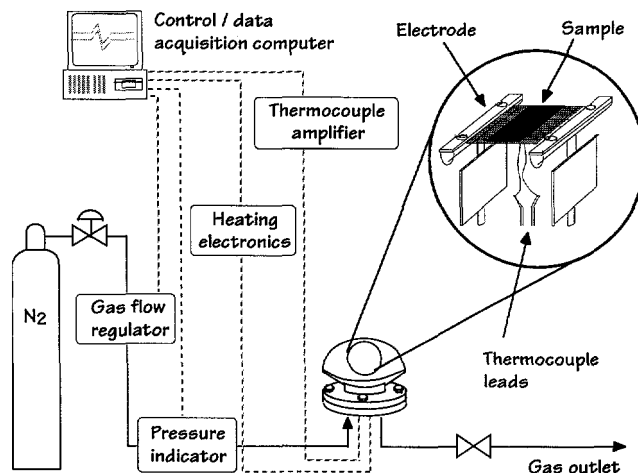 Control / data
acquisition computer
Electrode
Sample
Thermocouple
amplifier
Heating
electronics
N2
Gas flow
regulator
Thermocouple
leads
Pressure
indicator
Gas outlet